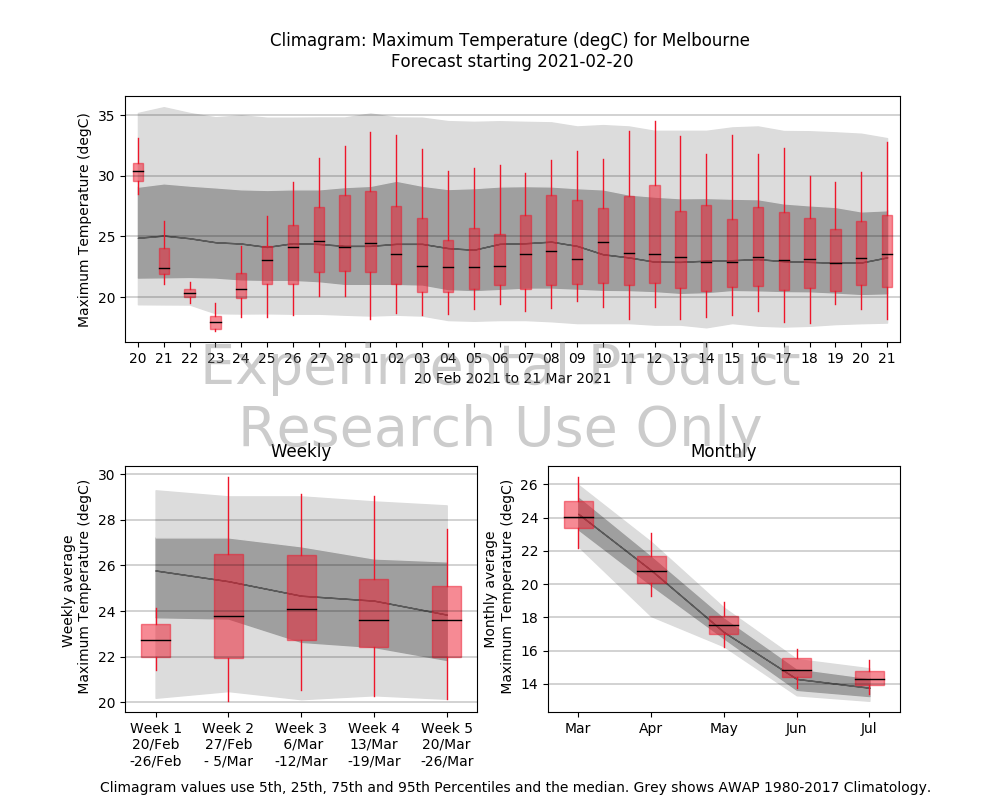 Climagram: Maximum Temperature (degC) for Melbourne
Forecast starting 2021-02-20
Maximum Temperature (degC)
35
30
25
20
20 21 22 23 24 25 26 27 28 01 02 03 04 05 06 07 08 09 10 11 12 13 14 15 16 17 18 19 20 21
20 Feb 2021 to 21 Mar 2021
Experimental Product
Research Use Only
Weekly
Weekly average
Maximum Temperature (degC)
30
28
26
24
22
20
Week 1 Week 2 Week 3 Week 4 Week 5
20/Feb 27/Feb 6/Mar 13/Mar 20/Mar
-26/Feb - 5/Mar -12/Mar -19/Mar -26/Mar
Monthly
Monthly average
Maximum Temperature (degC)
26
24
22
20
18
16
14
Mar Apr May Jun Jul
Climagram values use 5th, 25th, 75th and 95th Percentiles and the median. Grey shows AWAP 1980-2017 Climatology.